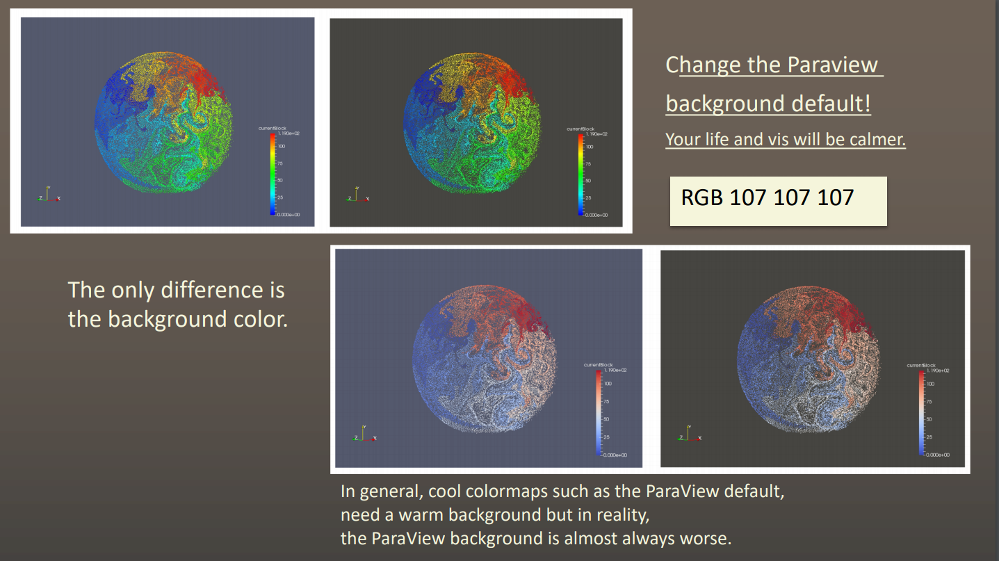 currentBlock
1.190e+02
100
75
50
25
0.000e+00
Y
Z
X
currentBlock
1.190e+02
100
75
50
25
0.000e+00
Y
Z
X
Change the Paraview
background default!
Your life and vis will be calmer.
RGB 107 107 107
The only difference is
the background color.
currentBlock
1.190e+02
100
75
50
25
0.000e+00
Y
Z
X
currentBlock
1.190e+02
100
75
50
25
0.000e+00
Y
Z
X
In general, cool colormaps such as the ParaView default,
need a warm background but in reality,
the ParaView background is almost always worse.